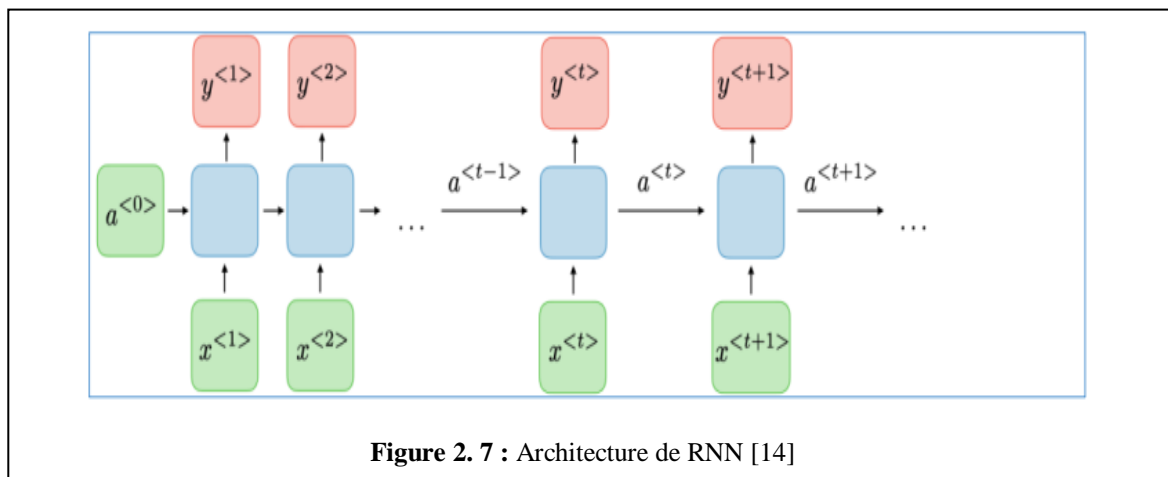 y<1> y<2> y<t> y<t+1>
a<0> ... a<t-1> a<t> a<t+1> ...
x<1> x<2> x<t> x<t+1>
Figure 2. 7 : Architecture de RNN [14]